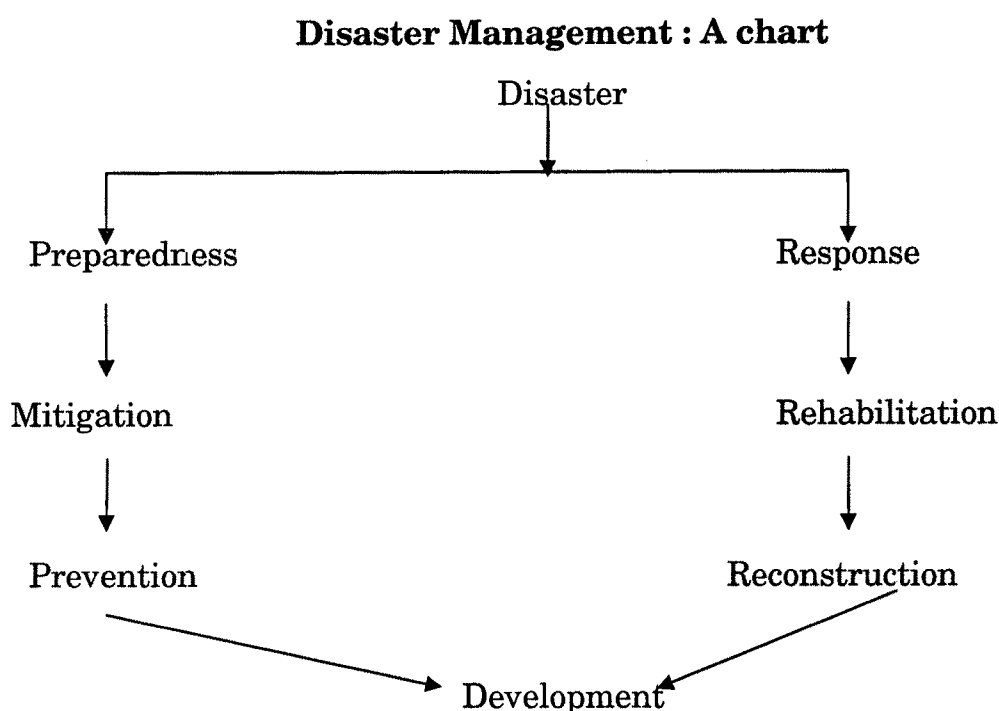 Disaster Management : A chart
Disaster
Preparedness
Response
Mitigation
Rehabilitation
Prevention
Reconstruction
Development